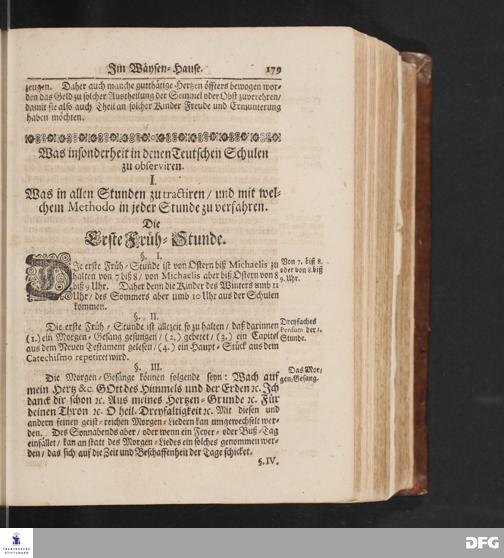 Im Wäysen-Hause. 179
zeugen. Daher auch manche gutthätige-Hertzen öffters bewogen wor-
den das Geld zu solcher Austheilung der Semmel oder Obst zuverehren/
damit sie also auch Theil an solcher Kinder Freude und Ermunterung
haben möchten.
Was insonderheit in denen Teutschen Schulen
zu observiren.
I.
Was in allen Stunden zu tractiren / und mit wel-
chem Methodo in jeder Stunde zu verfahren.
Die
Erste Früh-Stunde.
§. I.
Die erste Früh-Stunde ist von Ostern biß Michaelis zu
halten von 7 biß 8/ von Michaelis aber biß Ostern von 8
biß 9 Uhr. Daher denn die Kinder des Winters umb 11
Uhr/ des Sommers aber umb 10 Uhr aus der Schulen
kommen.
Von 7. biß 8.
oder von 8. biß
9. Uhr.
§. II.
Die erste Früh-Stunde ist allezeit so zu halten/ daß darinnen
(1.) ein Morgen-Gesang gesungen/ (2.) gebetet/ (3.) ein Capitel
aus dem Neuen Testament gelesen/ (4.) ein Haupt-Stück aus dem
Catechismo repetiret wird.
Dreyfaches
Pensum der 1.
Stunde.
§. III.
Die Morgen-Gesänge können folgende seyn: Wach auf
mein Hertz &c. GOtt des Himmels und der Erden ꝛc. Ich
danck dir schon ꝛc. Aus meines Hertzen-Grunde ꝛc. Für
deinen Thron ꝛc. O heil. Dreyfaltigkeit ꝛc. Mit diesen und
andern seinen geist-reichen Morgen-Liedern kan umgewechselt wer-
den. Des Sonnabends aber/ oder wenn ein Feyer- oder Buß-Tag
einfället/ kan an statt des Morgen-Liedes ein solches genommen wer-
den/ das sich auf die Zeit und Beschaffenheit der Tage schicket.
Das Mor-
gen-Gesang.
§. IV.
FRANCKESCHE
STIFTUNGEN
DFG